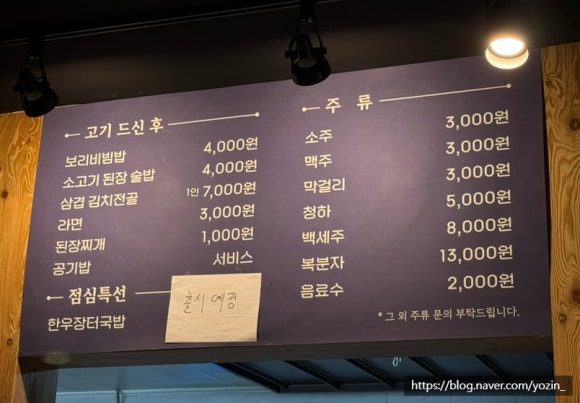 고기 드신 후
보리비빔밥 4,000원
소고기 된장 술밥 4,000원
삼겹 김치전골 1인 7,000원
라면 3,000원
된장찌개 1,000원
공기밥 서비스
점심특선
한우장터국밥
출시 예정
주 류
소주 3,000원
맥주 3,000원
막걸리 3,000원
청하 5,000원
백세주 8,000원
복분자 13,000원
음료수 2,000원
* 그 외 주류 문의 부탁드립니다.
https://blog.naver.com/yozin_